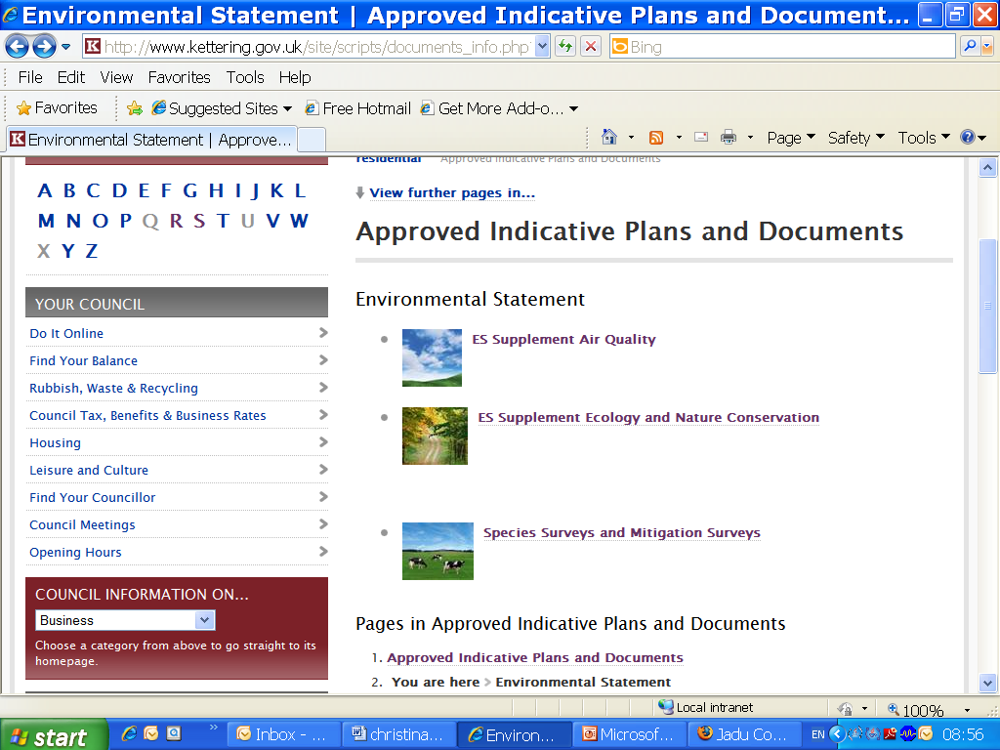 Environmental Statement | Approved Indicative Plans and Document...
http://www.kettering.gov.uk/site/scripts/documents_info.php
Bing
File Edit View Favorites Tools Help
Favorites Suggested Sites Free Hotmail Get More Add-o...
Environmental Statement | Approve... Page Safety Tools
residential Approved Indicative Plans and Documents
A B C D E F G H I J K L
M N O P Q R S T U V W
X Y Z
View further pages in...
Approved Indicative Plans and Documents
YOUR COUNCIL
Do It Online
Find Your Balance
Rubbish, Waste & Recycling
Council Tax, Benefits & Business Rates
Housing
Leisure and Culture
Find Your Councillor
Council Meetings
Opening Hours
COUNCIL INFORMATION ON...
Business
Choose a category from above to go straight to its
homepage.
Environmental Statement
ES Supplement Air Quality
ES Supplement Ecology and Nature Conservation
Species Surveys and Mitigation Surveys
Pages in Approved Indicative Plans and Documents
1. Approved Indicative Plans and Documents
2. You are here > Environmental Statement
Local intranet 100%
start Inbox - ... christina... Environ... Microsof... Jadu Co... EN 08:56